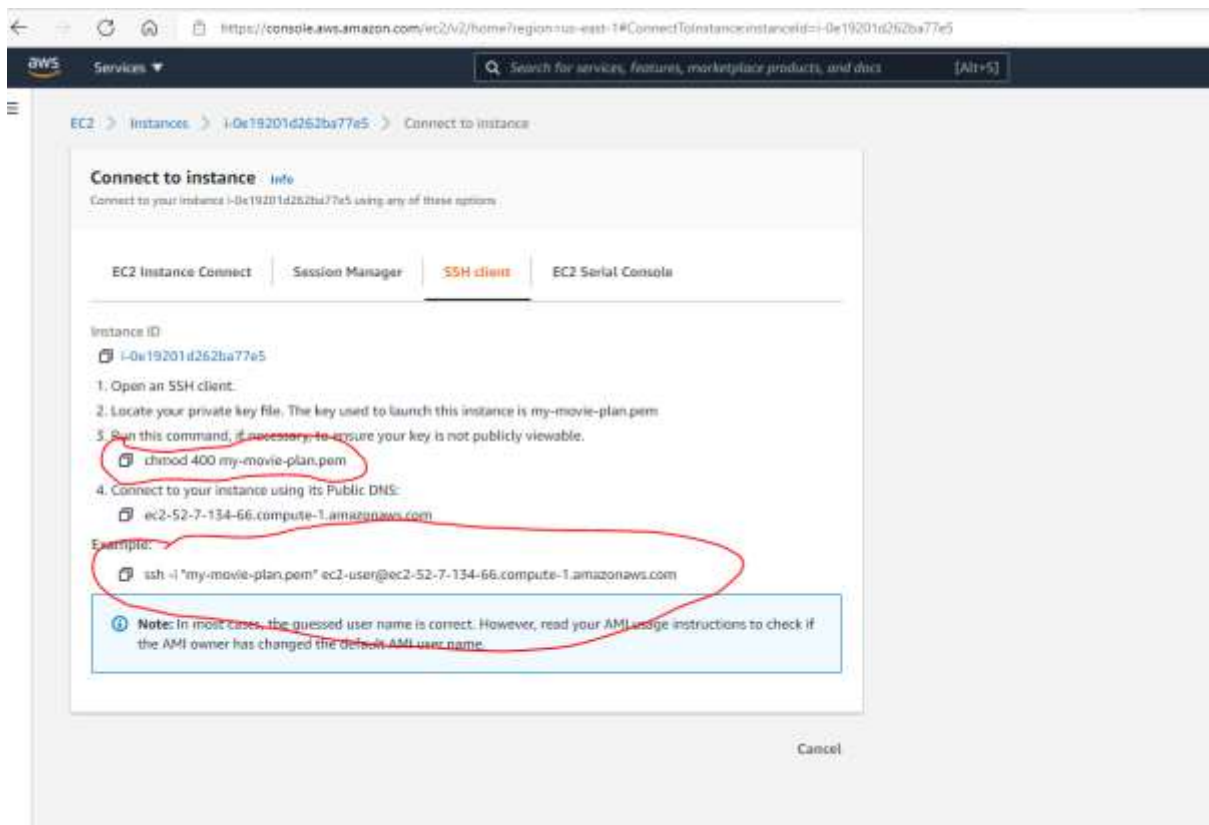 https://console.aws.amazon.com/ec2/v2/home?region=us-east-1#ConnectToInstance:instanceId=i-0e19201d262ba77e5
aws Services ▼ Search for services, features, marketplace products, and docs [Alt+S]
EC2 > Instances > i-0e19201d262ba77e5 > Connect to instance
Connect to instance Info
Connect to your instance i-0e19201d262ba77e5 using any of these options
EC2 Instance Connect Session Manager SSH client EC2 Serial Console
Instance ID
i-0e19201d262ba77e5
1. Open an SSH client.
2. Locate your private key file. The key used to launch this instance is my-movie-plan.pem
3. Run this command, if necessary, to ensure your key is not publicly viewable.
chmod 400 my-movie-plan.pem
4. Connect to your instance using its Public DNS:
ec2-52-7-134-66.compute-1.amazonaws.com
Example:
ssh -i "my-movie-plan.pem" ec2-user@ec2-52-7-134-66.compute-1.amazonaws.com
Note: In most cases, the guessed user name is correct. However, read your AMI usage instructions to check if
the AMI owner has changed the default AMI user name.
Cancel